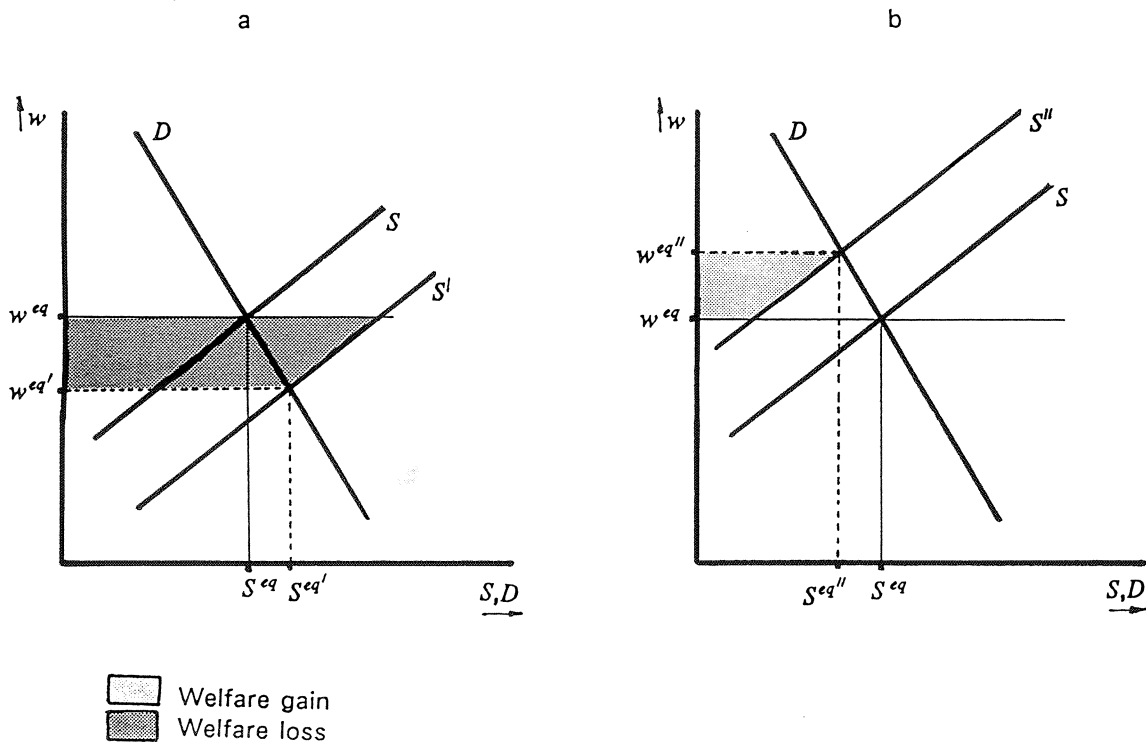 a
b
w
D
S
S'
w^eq
w^eq'
S^eq
S^eq'
S,D
w
D
S''
S
w^eq''
w^eq
S^eq''
S^eq
S,D
Welfare gain
Welfare loss